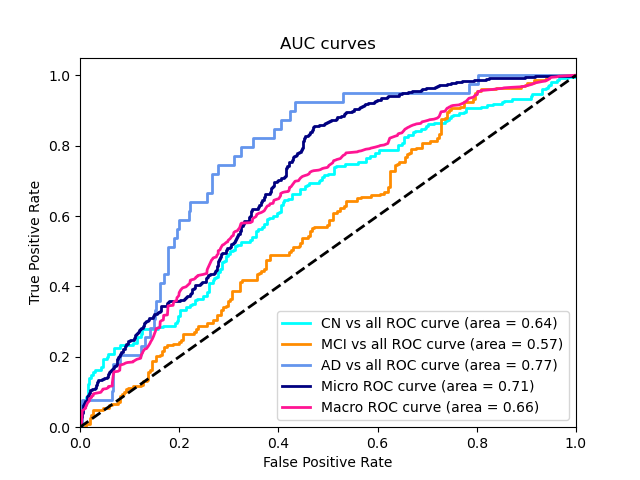 AUC curves
True Positive Rate
1.0
0.8
0.6
0.4
0.2
0.0
CN vs all ROC curve (area = 0.64)
MCI vs all ROC curve (area = 0.57)
AD vs all ROC curve (area = 0.77)
Micro ROC curve (area = 0.71)
Macro ROC curve (area = 0.66)
0.0 0.2 0.4 0.6 0.8 1.0
False Positive Rate